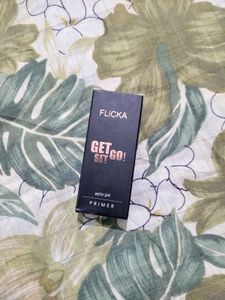 FLICKA
GET
SET GO!
WITH SPF
PRIMER